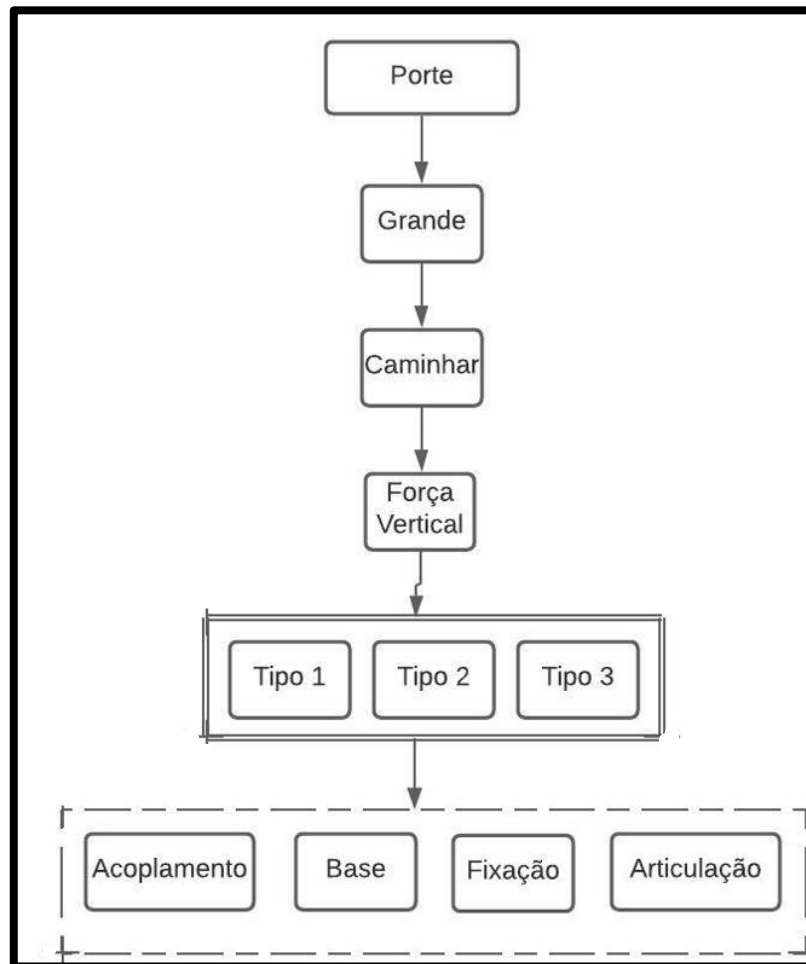 Porte
Grande
Caminhar
Força
Vertical
Tipo 1
Tipo 2
Tipo 3
Acoplamento
Base
Fixação
Articulação